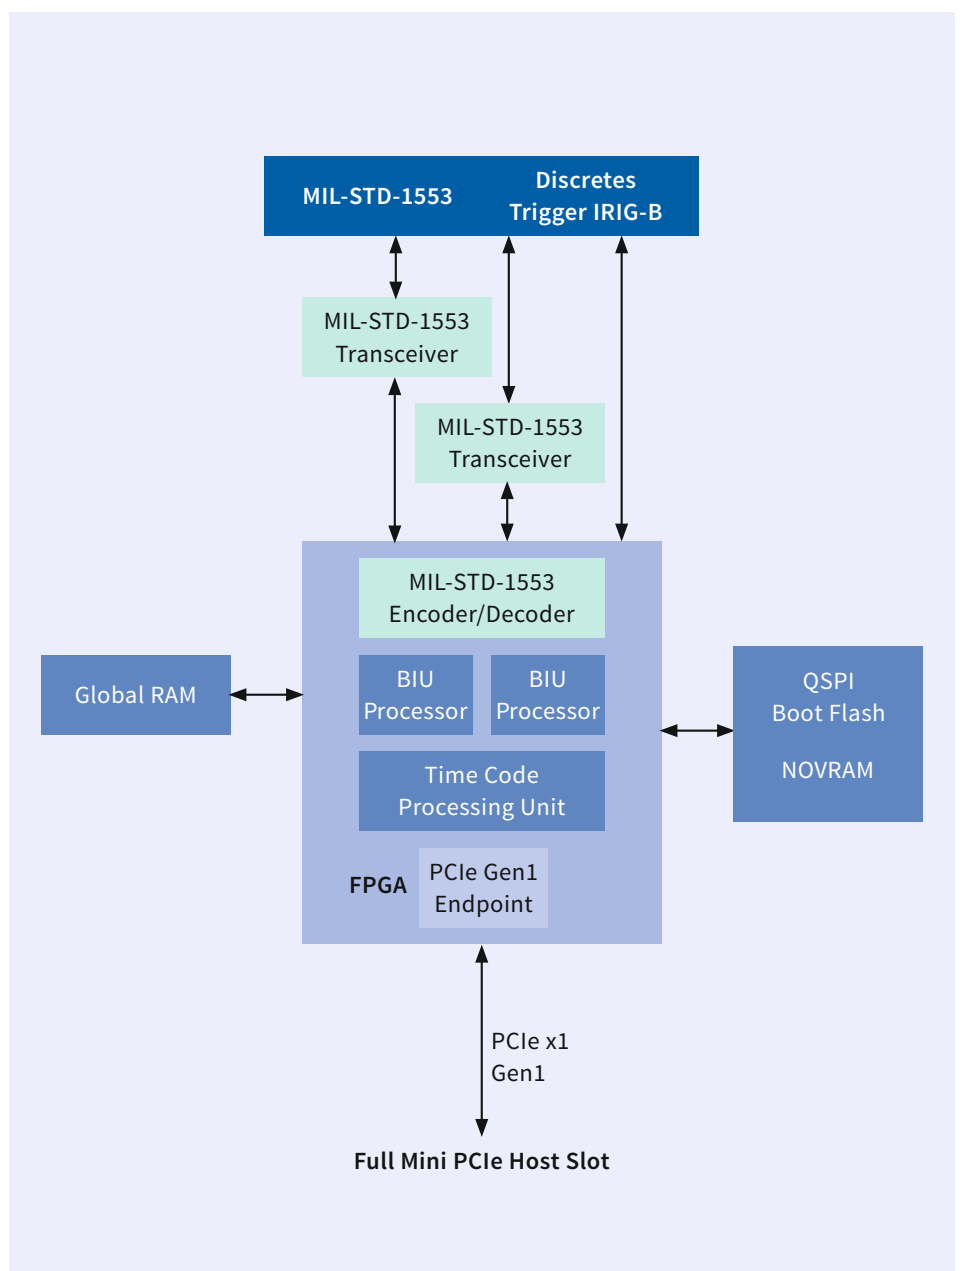 MIL-STD-1553
Discretes
Trigger IRIG-B
MIL-STD-1553
Transceiver
MIL-STD-1553
Transceiver
MIL-STD-1553
Encoder/Decoder
Global RAM
BIU
Processor
BIU
Processor
QSPI
Boot Flash
NOVRAM
Time Code
Processing Unit
FPGA
PCIe Gen1
Endpoint
PCIe x1
Gen1
Full Mini PCIe Host Slot